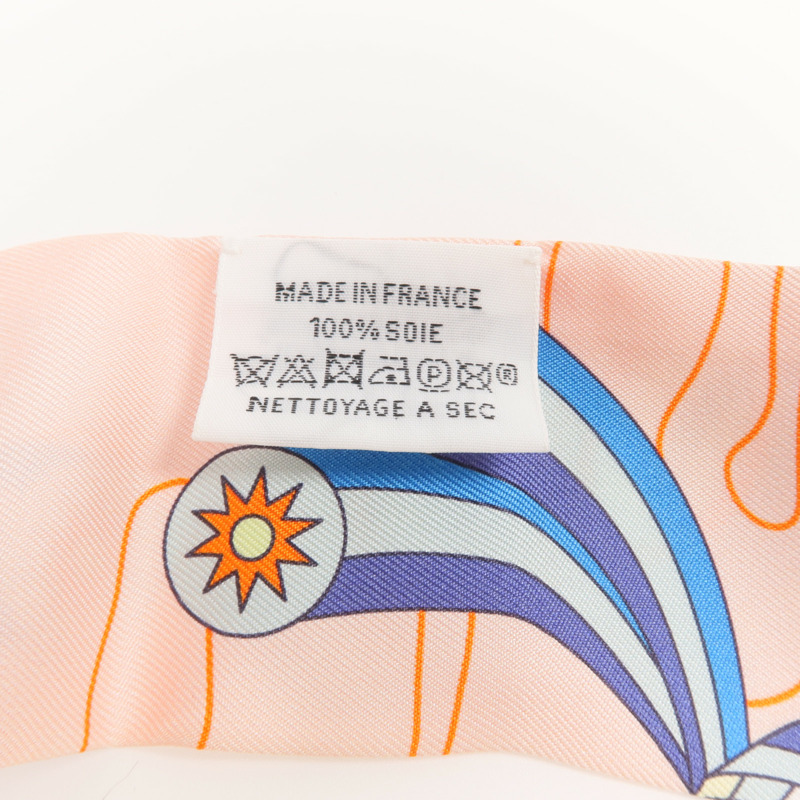 MADE IN FRANCE
100% SOIE
P ®
NETTOYAGE A SEC